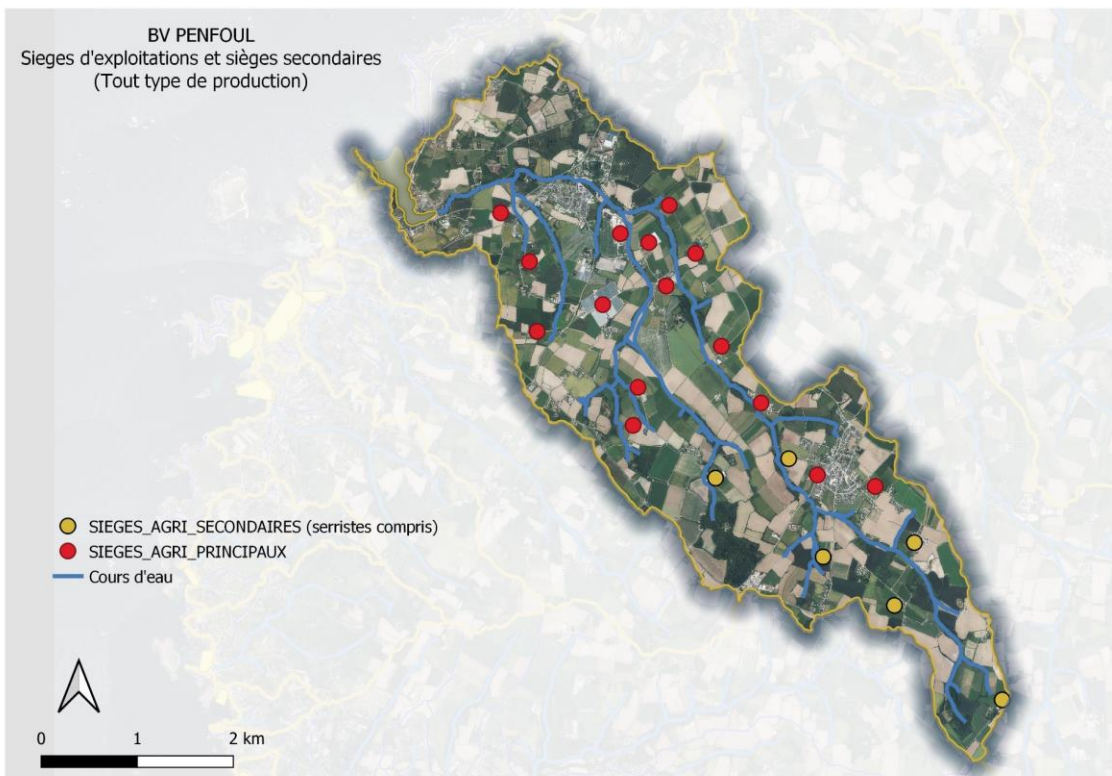 BV PENFOUL
Sieges d'exploitations et sièges secondaires
(Tout type de production)
SIEGES_AGRI_SECONDAIRES (serristes compris)
SIEGES_AGRI_PRINCIPAUX
Cours d'eau
0 1 2 km